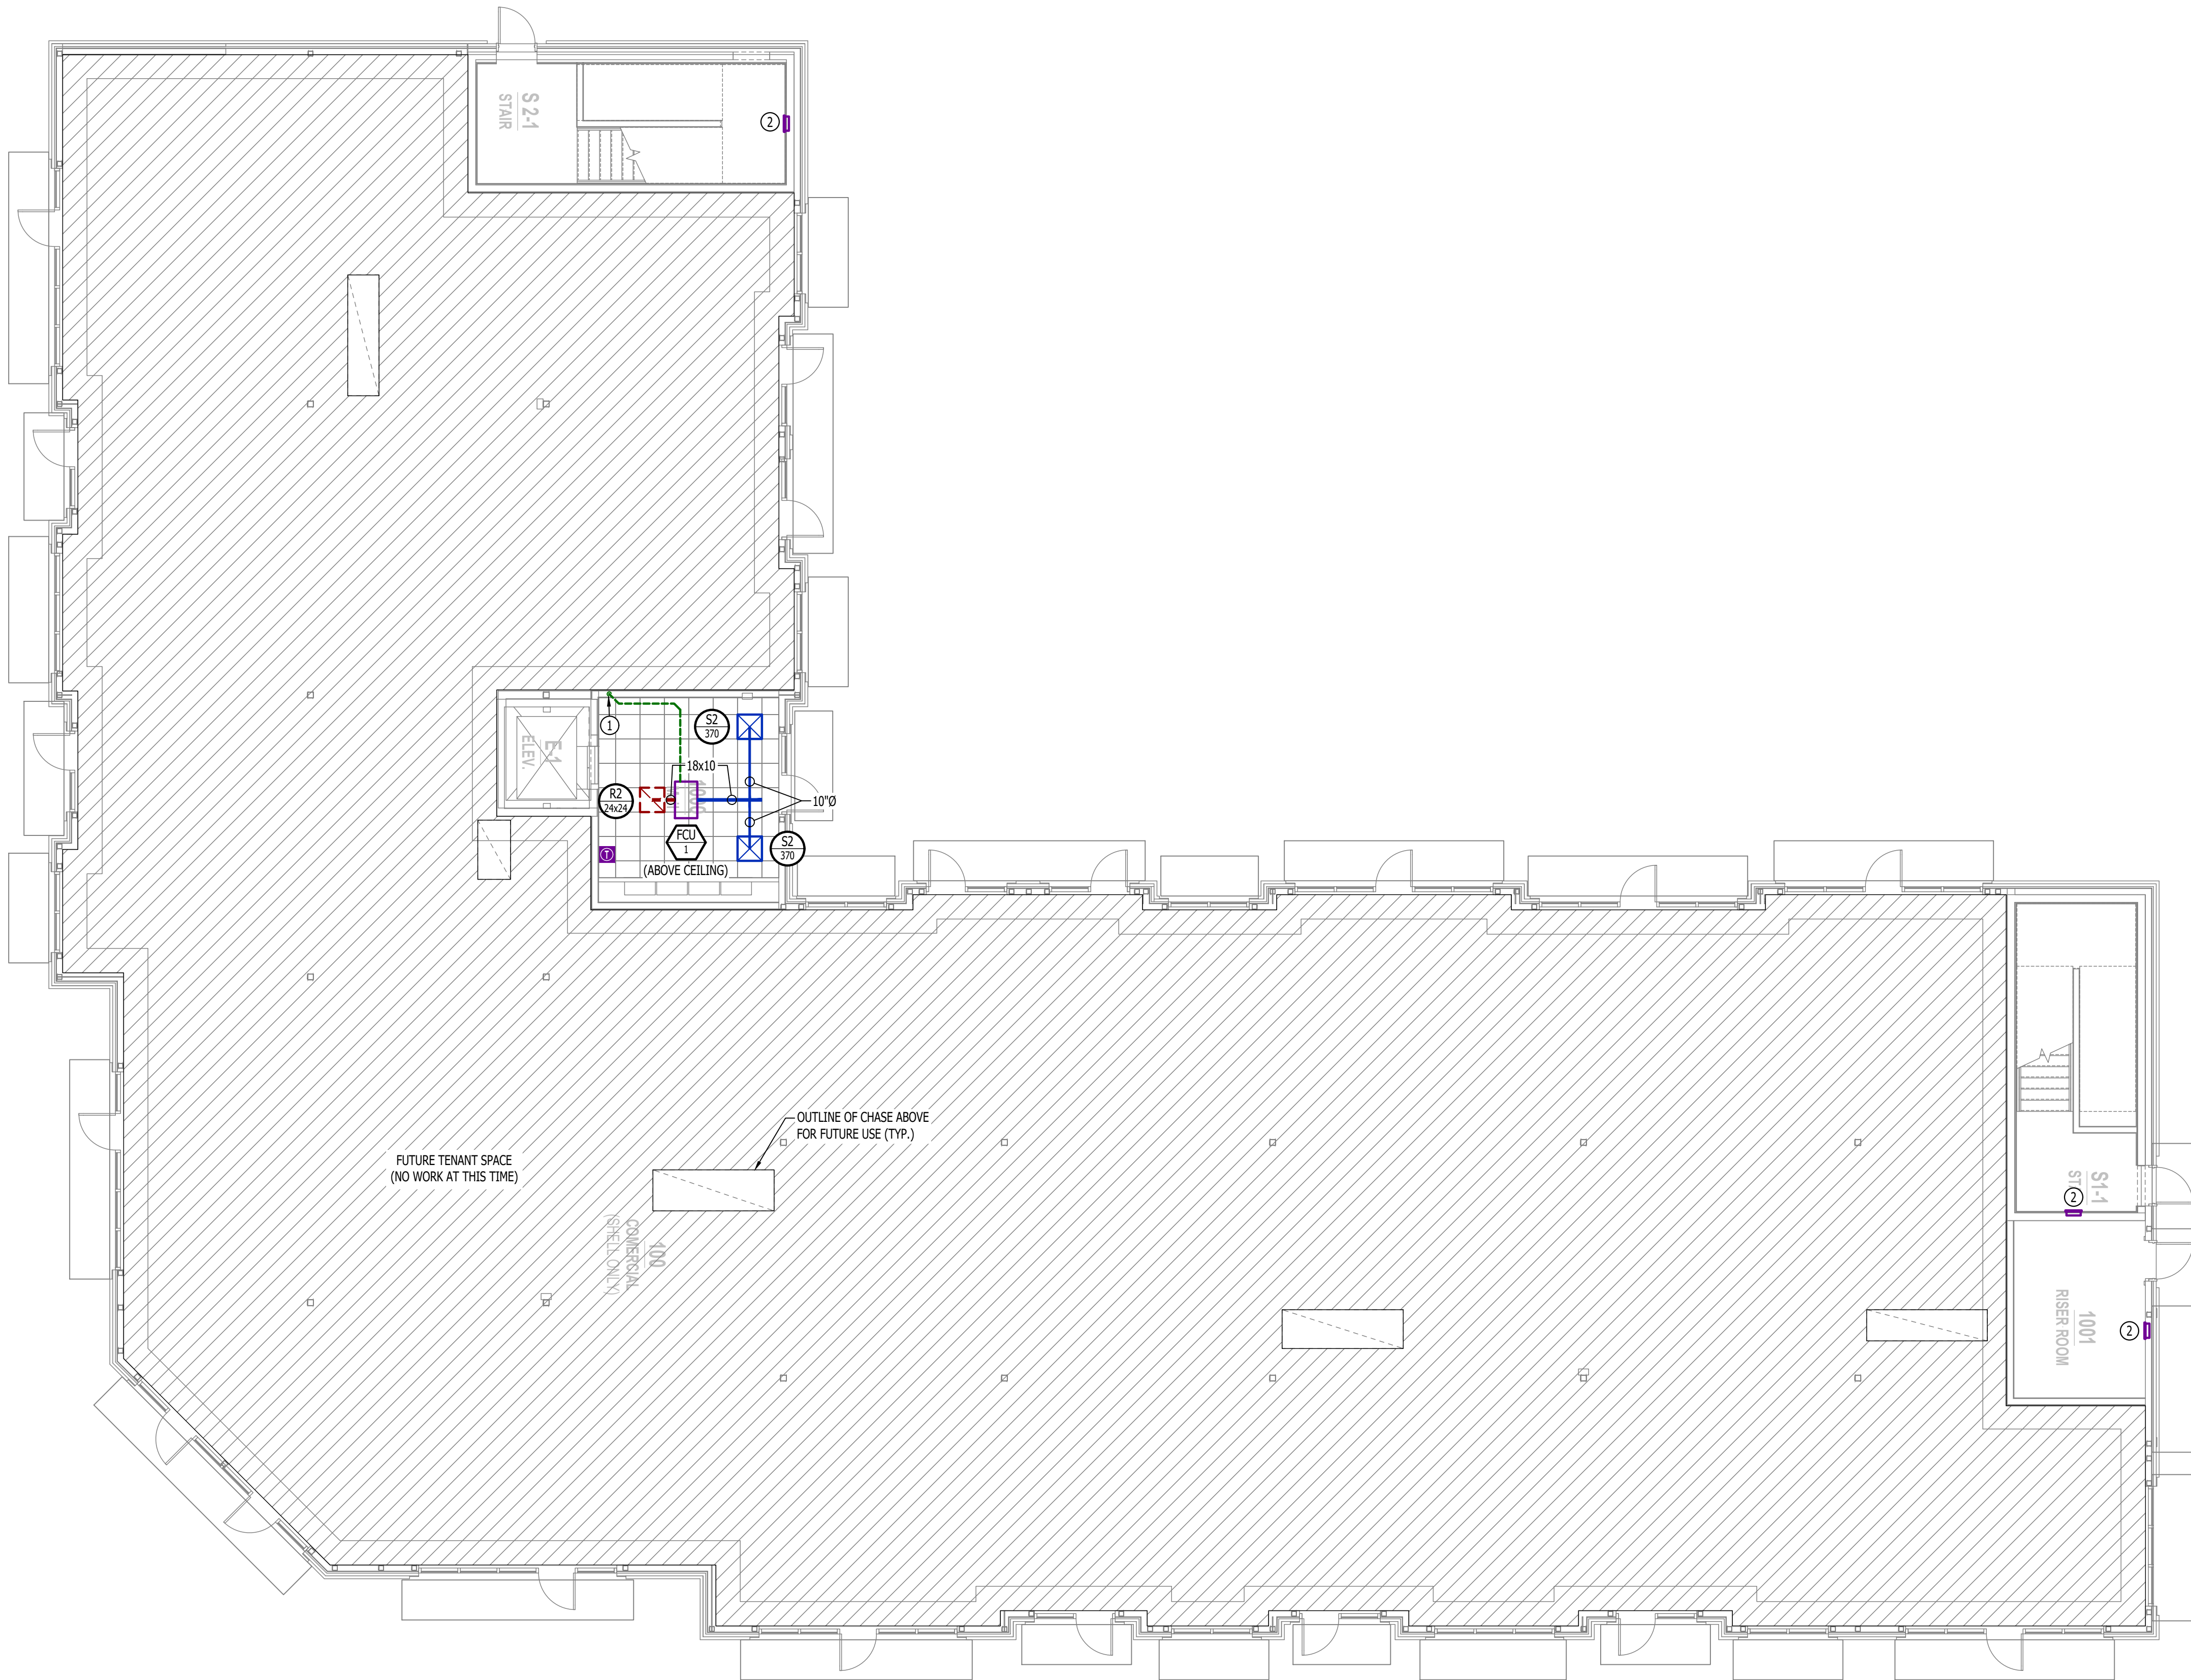 S 2-1
STAIR
2
1
S2
370
18x10
E-1
ELEV.
R2
24x24
10"Ø
FCU
1
T
(ABOVE CEILING)
S2
370
OUTLINE OF CHASE ABOVE
FOR FUTURE USE (TYP.)
FUTURE TENANT SPACE
(NO WORK AT THIS TIME)
100
COMERCIAL
(SHELL ONLY)
S1-1
2
1001
RISER ROOM
2